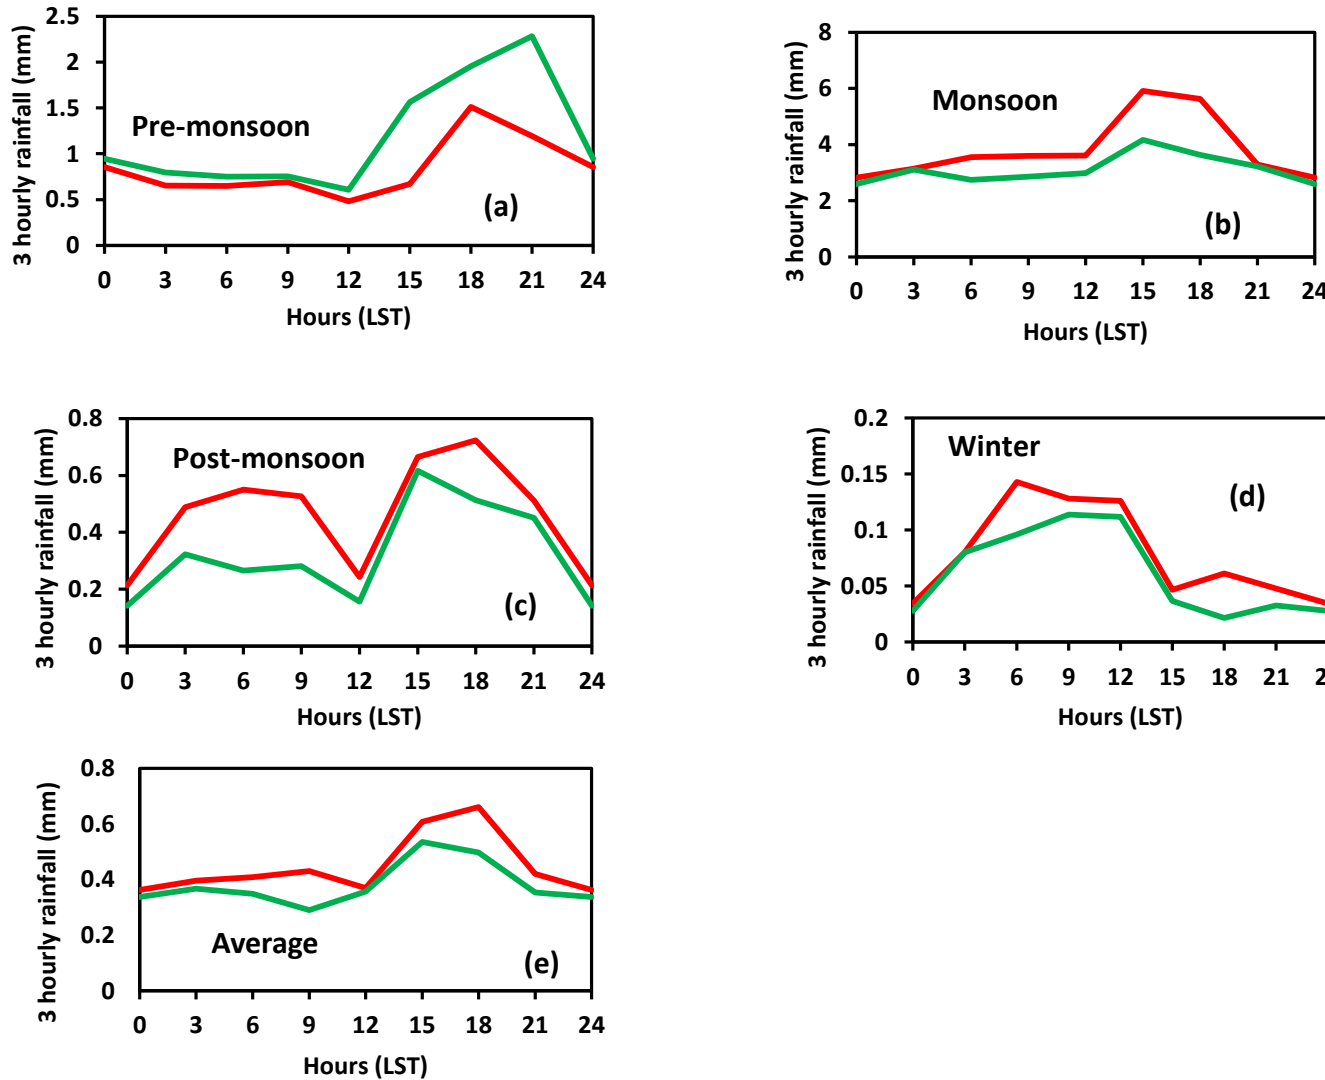 3 hourly rainfall (mm)
2.5
2
1.5
1
0.5
0
Pre-monsoon
(a)
0 3 6 9 12 15 18 21 24
Hours (LST)
3 hourly rainfall (mm)
8
6
4
2
0
Monsoon
(b)
0 3 6 9 12 15 18 21 24
Hours (LST)
3 hourly rainfall (mm)
0.8
0.6
0.4
0.2
0
Post-monsoon
(c)
0 3 6 9 12 15 18 21 24
Hours (LST)
3 hourly rainfall (mm)
0.2
0.15
0.1
0.05
0
Winter
(d)
0 3 6 9 12 15 18 21 2
Hours (LST)
3 hourly rainfall (mm)
0.8
0.6
0.4
0.2
0
Average
(e)
0 3 6 9 12 15 18 21 24
Hours (LST)